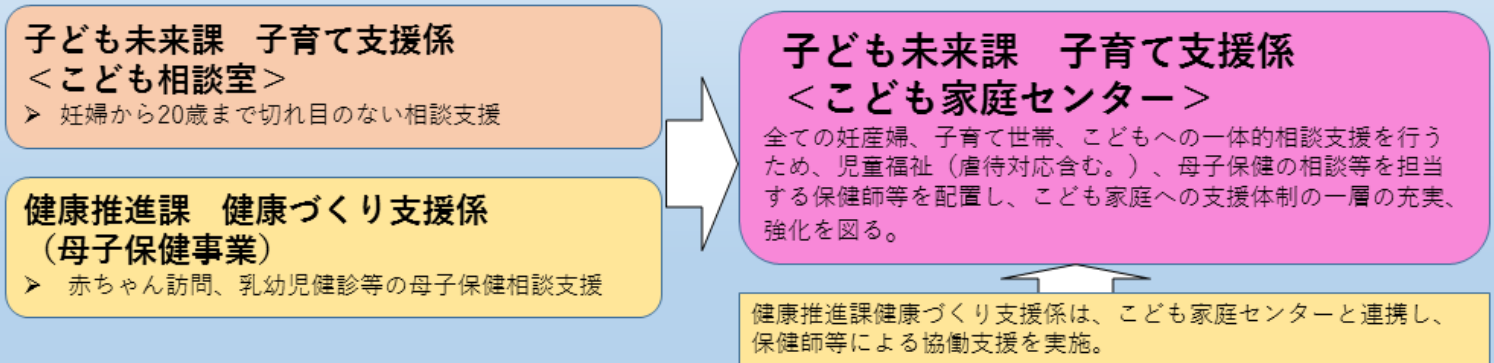 子ども未来課　子育て支援係
＜こども相談室＞
➤ 妊婦から20歳まで切れ目のない相談支援
健康推進課　健康づくり支援係
（母子保健事業）
➤ 赤ちゃん訪問、乳幼児健診等の母子保健相談支援
子ども未来課　子育て支援係
＜こども家庭センター＞
全ての妊産婦、子育て世帯、こどもへの一体的相談支援を行う
ため、児童福祉（虐待対応含む。）、母子保健の相談等を担当
する保健師等を配置し、こども家庭への支援体制の一層の充実、
強化を図る。
健康推進課健康づくり支援係は、こども家庭センターと連携し、
保健師等による協働支援を実施。